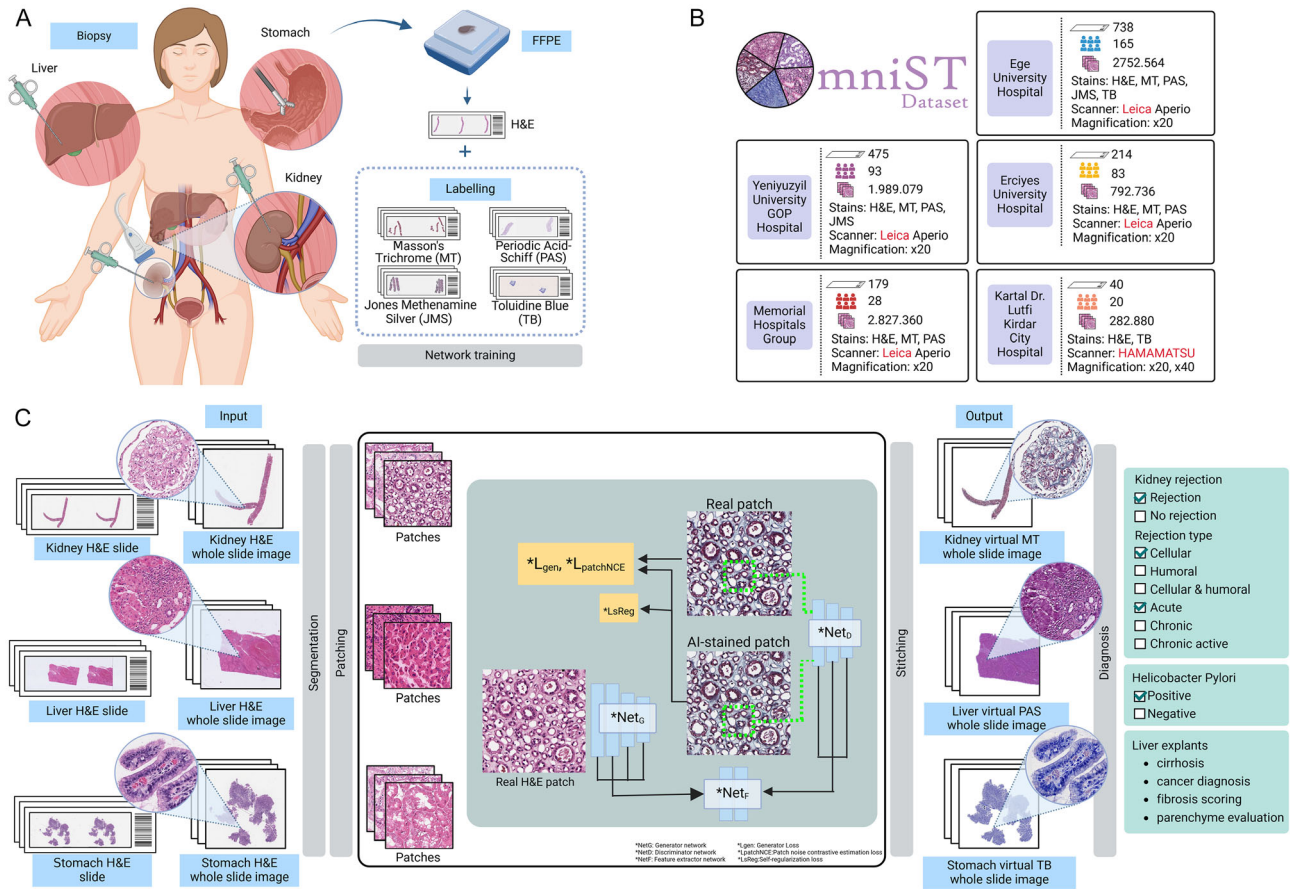 A
Biopsy
Stomach
Liver
Kidney
FFPE
H&E
+
Labelling
Masson's
Trichrome (MT)
Periodic Acid-
Schiff (PAS)
Jones Methenamine
Silver (JMS)
Toluidine Blue
(TB)
Network training
B
mniST
Dataset
Ege
University
Hospital
738
165
2752.564
Stains: H&E, MT, PAS,
JMS, TB
Scanner: Leica Aperio
Magnification: x20
Yeniyuzyil
University
GOP
Hospital
475
93
1.989.079
Stains: H&E, MT, PAS,
JMS
Scanner: Leica Aperio
Magnification: x20
Erciyes
University
Hospital
214
83
792.736
Stains: H&E, MT, PAS
Scanner: Leica Aperio
Magnification: x20
Memorial
Hospitals
Group
179
28
2.827.360
Stains: H&E, MT, PAS
Scanner: Leica Aperio
Magnification: x20
Kartal Dr.
Lutfi
Kirdar
City
Hospital
40
20
282.880
Stains: H&E, TB
Scanner: HAMAMATSU
Magnification: x20, x40
C
Input
Kidney H&E slide
Kidney H&E
whole slide image
Liver H&E slide
Liver H&E
whole slide image
Stomach H&E
slide
Stomach H&E
whole slide image
Segmentation
Patching
Patches
Patches
Patches
Real patch
*Lgen, *LpatchNCE
*LsReg
*NetD
AI-stained patch
*NetG
Real H&E patch
*NetF
*NetG: Generator network
*NetD: Discriminator network
*NetF: Feature extractor network
*Lgen: Generator Loss
*LpatchNCE:Patch noise contrastive estimation loss
*LsReg:Self-regularization loss
Stitching
Output
Kidney virtual MT
whole slide image
Liver virtual PAS
whole slide image
Stomach virtual TB
whole slide image
Diagnosis
Kidney rejection
Rejection
No rejection
Rejection type
Cellular
Humoral
Cellular & humoral
Acute
Chronic
Chronic active
Helicobacter Pylori
Positive
Negative
Liver explants
• cirrhosis
• cancer diagnosis
• fibrosis scoring
• parenchyme evaluation